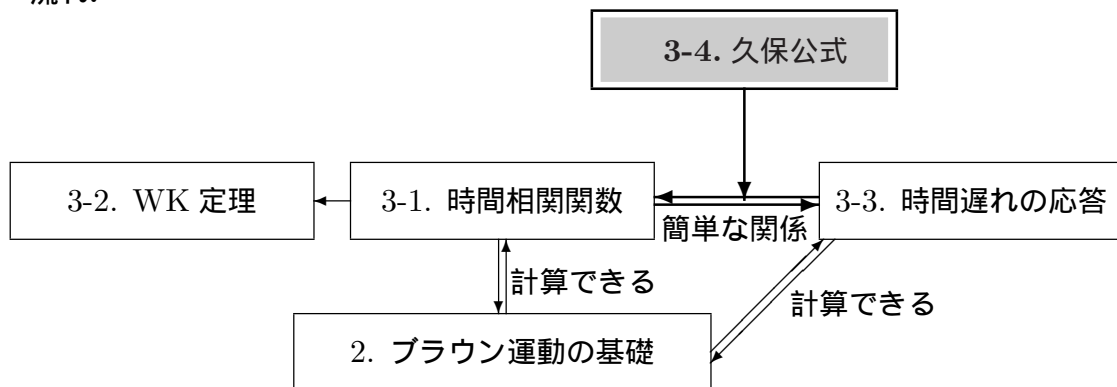 3-4. 久保公式
3-2. WK 定理
3-1. 時間相関関数
3-3. 時間遅れの応答
簡単な関係
計算できる
計算できる
2. ブラウン運動の基礎